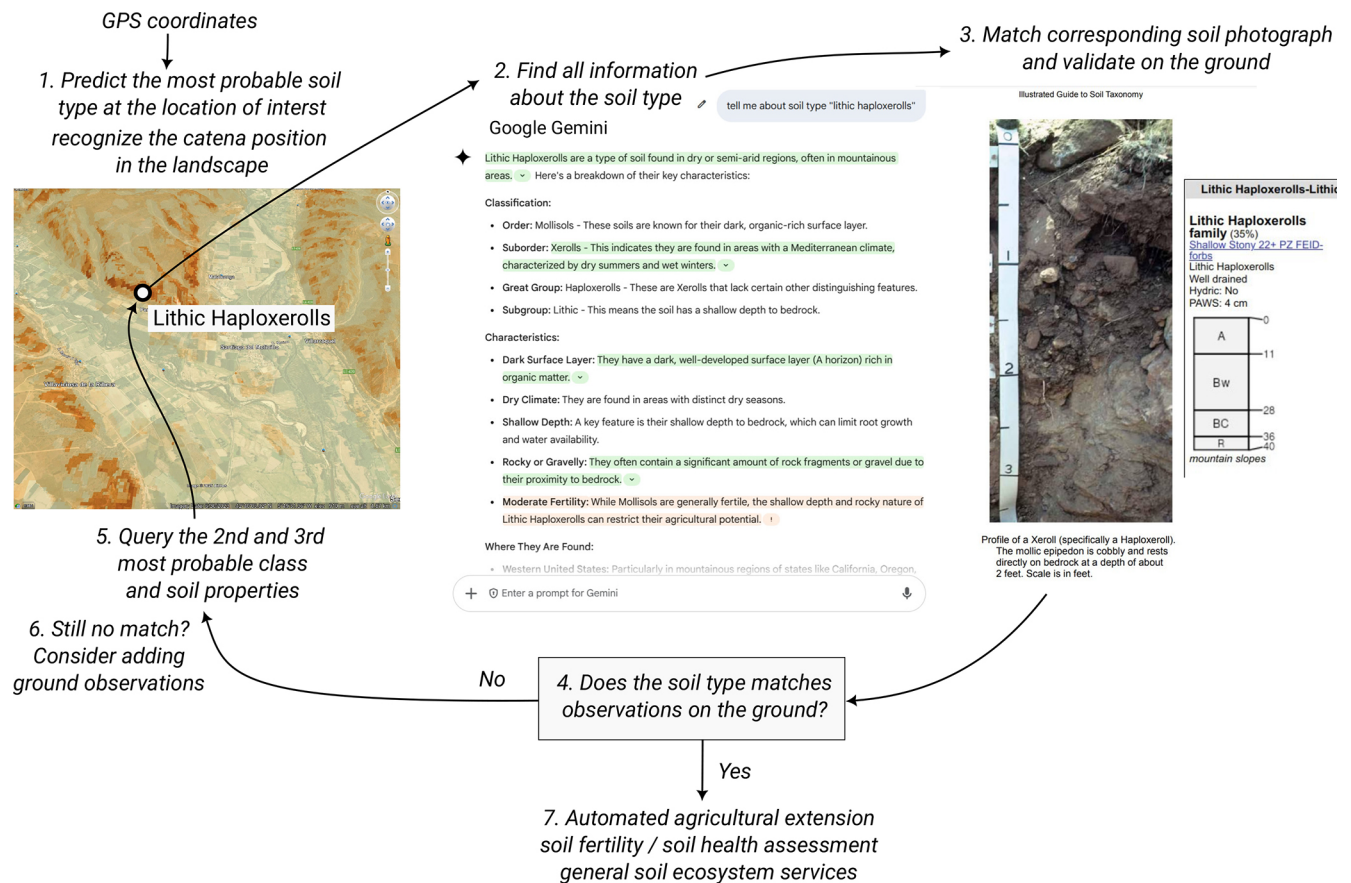 GPS coordinates
1. Predict the most probable soil
type at the location of interst
recognize the catena position
in the landscape
Lithic Haploxerolls
2. Find all information
about the soil type
tell me about soil type "lithic haploxerolls"
Google Gemini
Lithic Haploxerolls are a type of soil found in dry or semi-arid regions, often in mountainous
areas. Here's a breakdown of their key characteristics:
Classification:
• Order: Mollisols - These soils are known for their dark, organic-rich surface layer.
• Suborder: Xerolls - This indicates they are found in areas with a Mediterranean climate,
characterized by dry summers and wet winters.
• Great Group: Haploxerolls - These are Xerolls that lack certain other distinguishing features.
• Subgroup: Lithic - This means the soil has a shallow depth to bedrock.
Characteristics:
• Dark Surface Layer: They have a dark, well-developed surface layer (A horizon) rich in
organic matter.
• Dry Climate: They are found in areas with distinct dry seasons.
• Shallow Depth: A key feature is their shallow depth to bedrock, which can limit root growth
and water availability.
• Rocky or Gravelly: They often contain a significant amount of rock fragments or gravel due to
their proximity to bedrock.
• Moderate Fertility: While Mollisols are generally fertile, the shallow depth and rocky nature of
Lithic Haploxerolls can restrict their agricultural potential. !
Where They Are Found:
• Western United States: Particularly in mountainous regions of states like California, Oregon,
Enter a prompt for Gemini
3. Match corresponding soil photograph
and validate on the ground
Illustrated Guide to Soil Taxonomy
0
1
2
3
Profile of a Xeroll (specifically a Haploxeroll).
The mollic epipedon is cobbly and rests
directly on bedrock at a depth of about
2 feet. Scale is in feet.
Lithic Haploxerolls-Lithic
Lithic Haploxerolls
family (35%)
Shallow Stony 22+ PZ FEID-
forbs
Lithic Haploxerolls
Well drained
Hydric: No
PAWS: 4 cm
0
A
11
Bw
28
BC
36
R
40
mountain slopes
4. Does the soil type matches
observations on the ground?
No
Yes
5. Query the 2nd and 3rd
most probable class
and soil properties
6. Still no match?
Consider adding
ground observations
7. Automated agricultural extension
soil fertility / soil health assessment
general soil ecosystem services